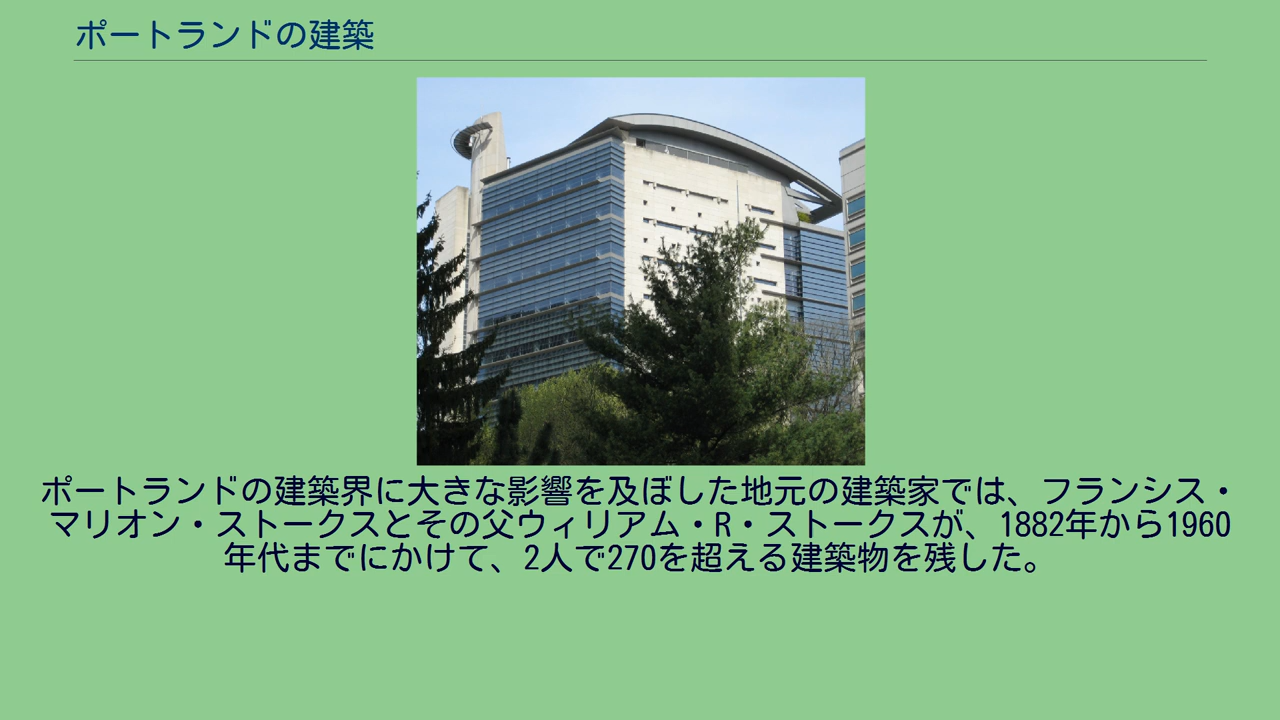 ポートランドの建築
ポートランドの建築界に大きな影響を及ぼした地元の建築家では、フランシス・
マリオン・ストークスとその父ウィリアム・R・ストークスが、1882年から1960
年代までにかけて、2人で270を超える建築物を残した。